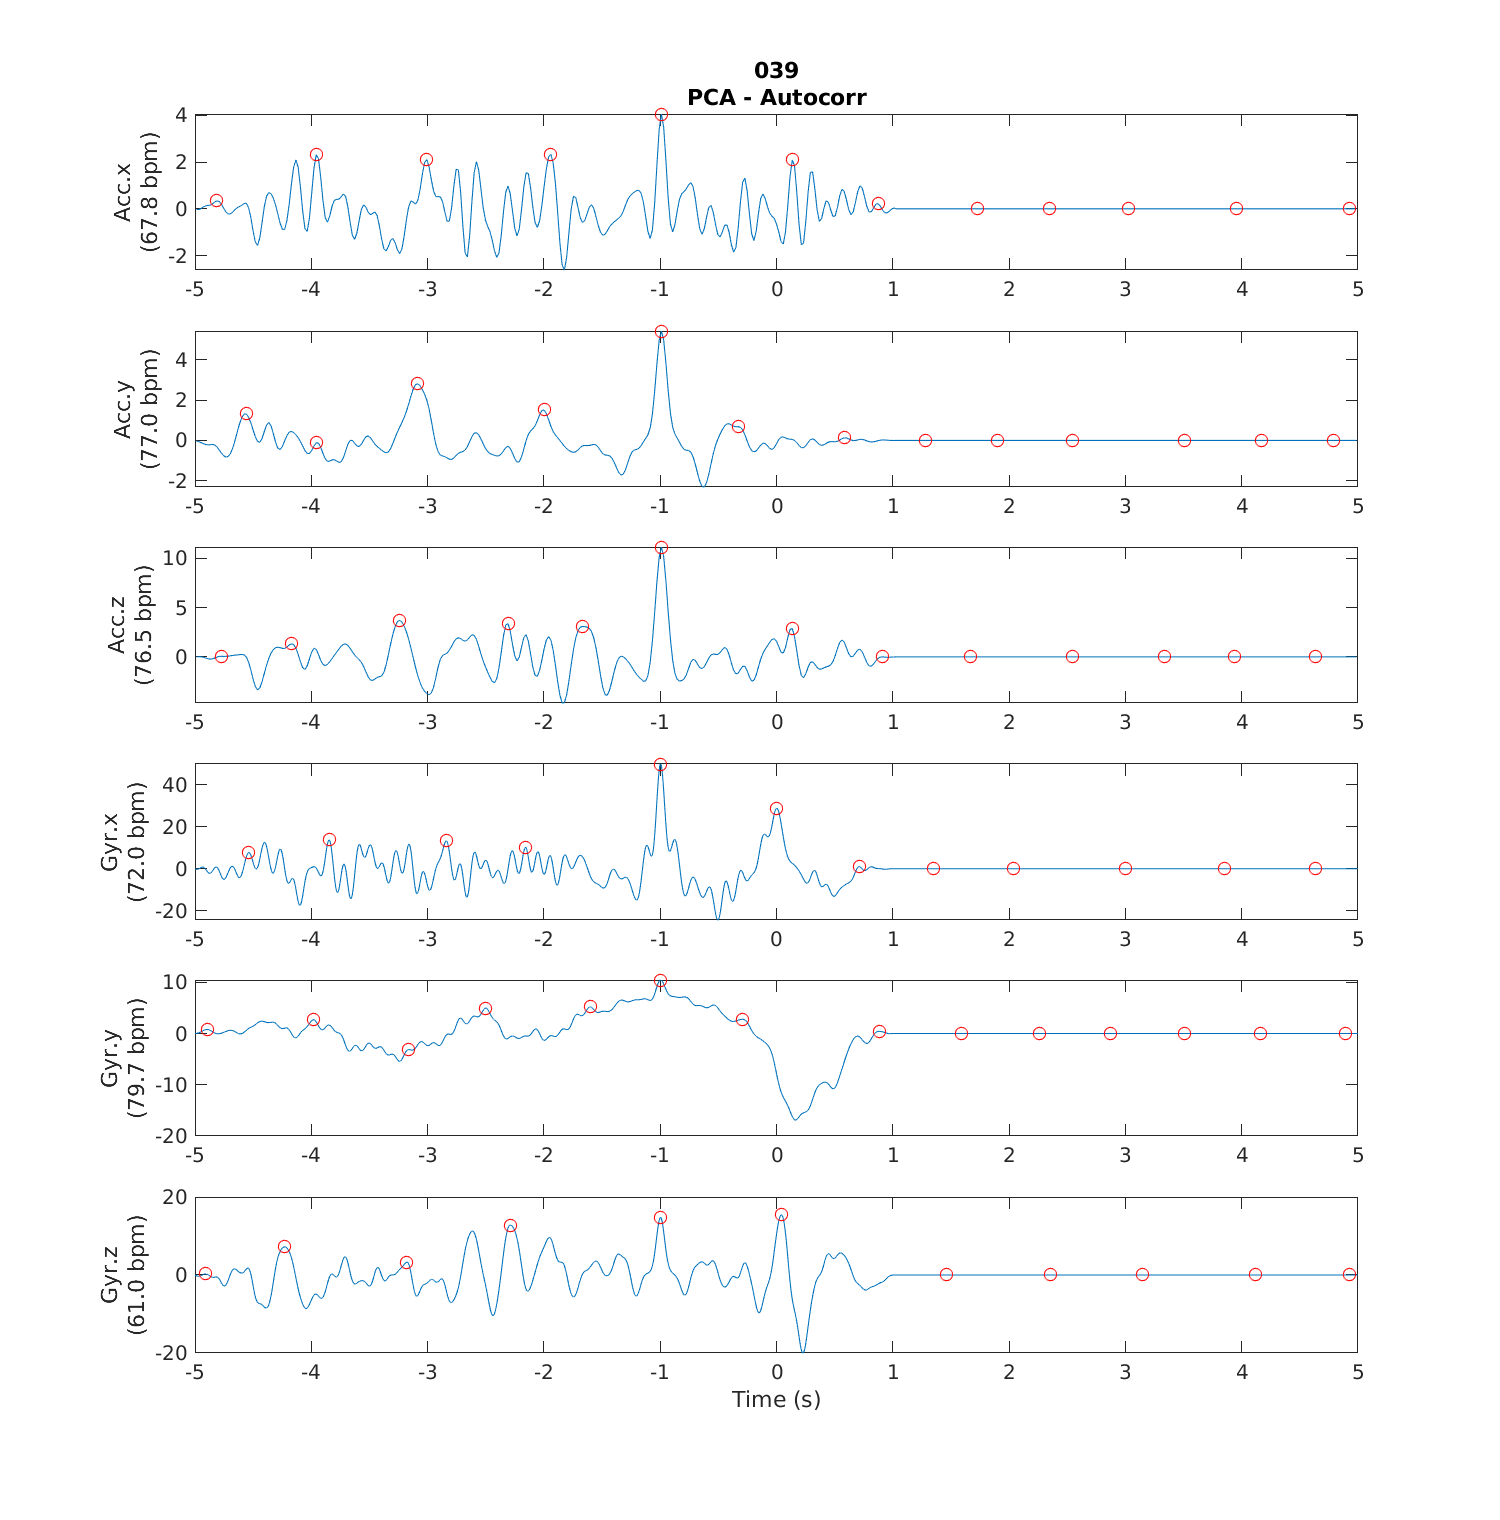 039
PCA - Autocorr
Acc.x
(67.8 bpm)
4
2
0
-2
-5 -4 -3 -2 -1 0 1 2 3 4 5
Acc.y
(77.0 bpm)
4
2
0
-2
-5 -4 -3 -2 -1 0 1 2 3 4 5
Acc.z
(76.5 bpm)
10
5
0
-5 -4 -3 -2 -1 0 1 2 3 4 5
Gyr.x
(72.0 bpm)
40
20
0
-20
-5 -4 -3 -2 -1 0 1 2 3 4 5
Gyr.y
(79.7 bpm)
10
0
-10
-20
-5 -4 -3 -2 -1 0 1 2 3 4 5
Gyr.z
(61.0 bpm)
20
0
-20
-5 -4 -3 -2 -1 0 1 2 3 4 5
Time (s)